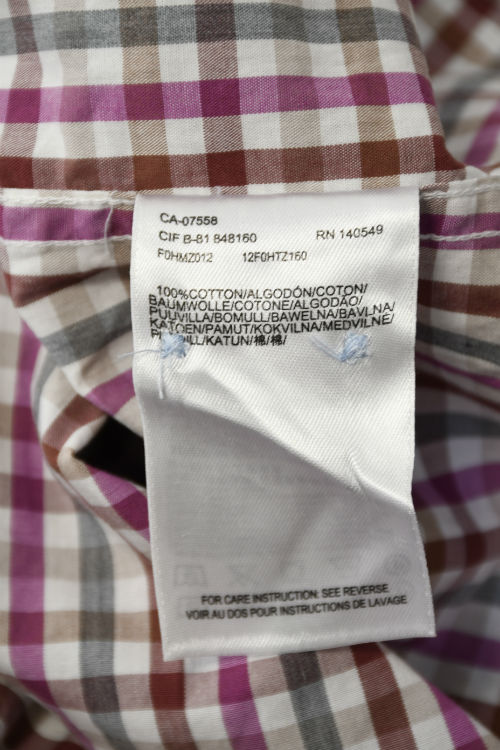 CA-07558
CIF B-81 848160 RN 140549
F0HMZ012 12F0HTZ160
100%COTTON/ALGODÓN/COTON/
BAUMWOLLE/COTONE/ALGODÃO/
PUUVILLA/BOMULL/BAWEŁNA/BAVLNA/
KATOEN/PAMUT/KOKVILNA/MEDVILNĖ/
/KATUN/棉/棉/
FOR CARE INSTRUCTION: SEE REVERSE
VOIR AU DOS POUR INSTRUCTIONS DE LAVAGE